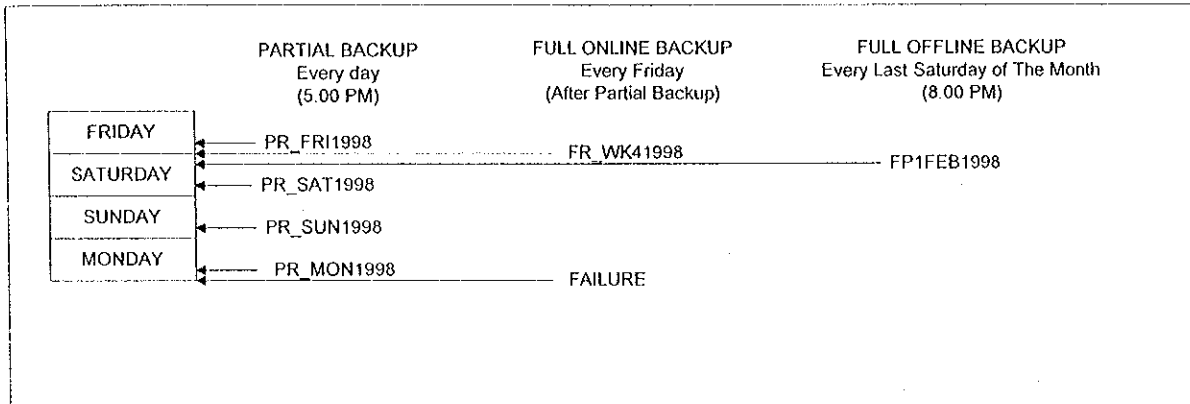 PARTIAL BACKUP
Every day
(5.00 PM)
FULL ONLINE BACKUP
Every Friday
(After Partial Backup)
FULL OFFLINE BACKUP
Every Last Saturday of The Month
(8.00 PM)
FRIDAY
PR_FRI1998
FR_WK41998
FP1FEB1998
SATURDAY
PR_SAT1998
SUNDAY
PR_SUN1998
MONDAY
PR_MON1998
FAILURE